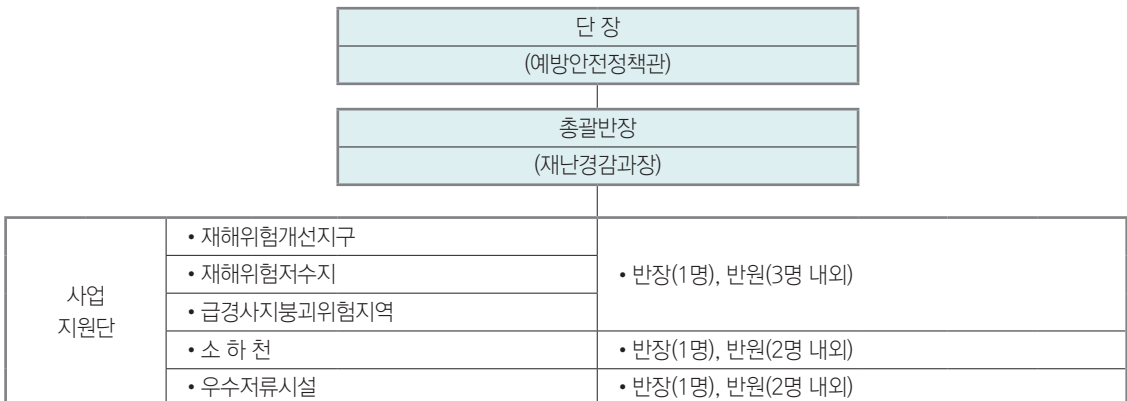 단 장
(예방안전정책관)
총괄반장
(재난경감과장)
사업
지원단
• 재해위험개선지구
• 재해위험저수지
• 급경사지붕괴위험지역
• 반장(1명), 반원(3명 내외)
• 소 하 천
• 반장(1명), 반원(2명 내외)
• 우수저류시설
• 반장(1명), 반원(2명 내외)